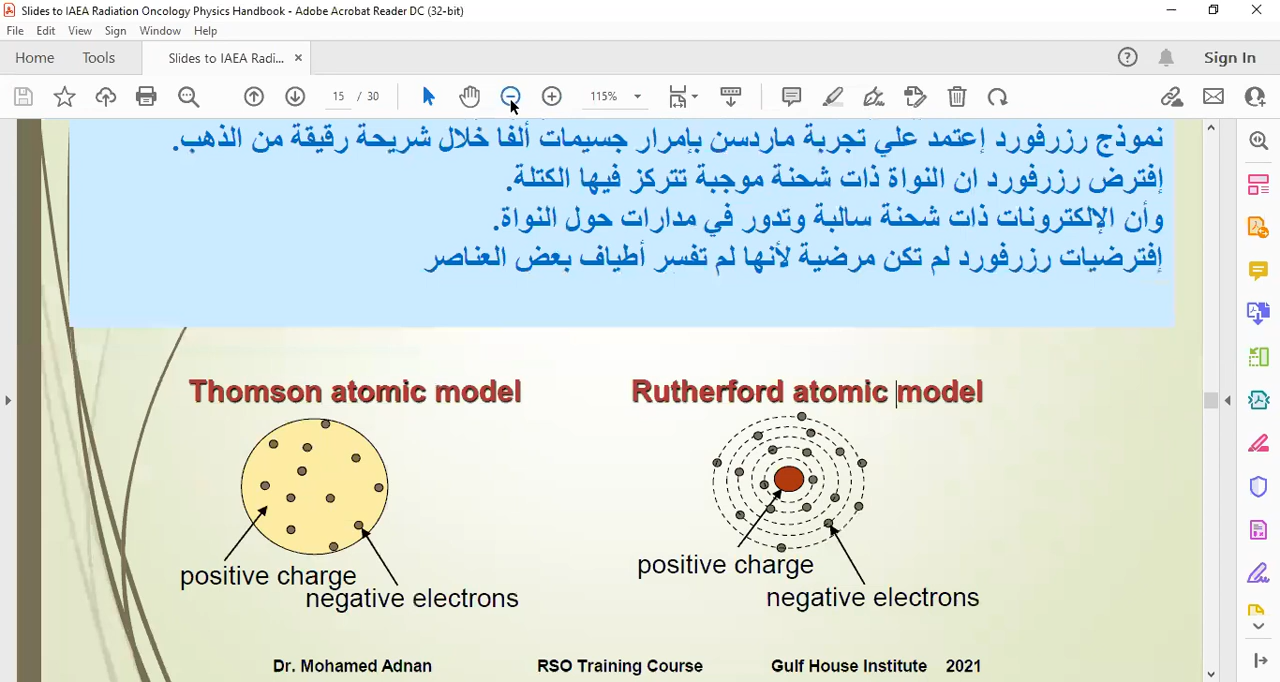 Slides to IAEA Radiation Oncology Physics Handbook - Adobe Acrobat Reader DC (32-bit)
File Edit View Sign Window Help
Home Tools Slides to IAEA Radi... × Sign In
15 / 30 115%
نموذج رزرفورد إعتمد علي تجربة ماردسن بإمرار جسيمات ألفا خلال شريحة رقيقة من الذهب.
إفترض رزرفورد ان النواة ذات شحنة موجبة تتركز فيها الكتلة.
وأن الإلكترونات ذات شحنة سالبة وتدور في مدارات حول النواة.
إفترضيات رزرفورد لم تكن مرضية لأنها لم تفسر أطياف بعض العناصر
Thomson atomic model Rutherford atomic model
positive charge
negative electrons
positive charge
negative electrons
Dr. Mohamed Adnan RSO Training Course Gulf House Institute 2021